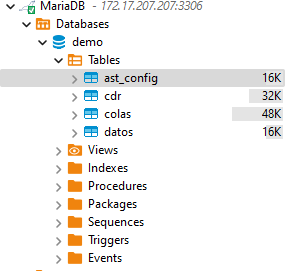 MariaDB - 172.17.207.207:3306
Databases
demo
Tables
ast_config 16K
cdr 32K
colas 48K
datos 16K
Views
Indexes
Procedures
Packages
Sequences
Triggers
Events